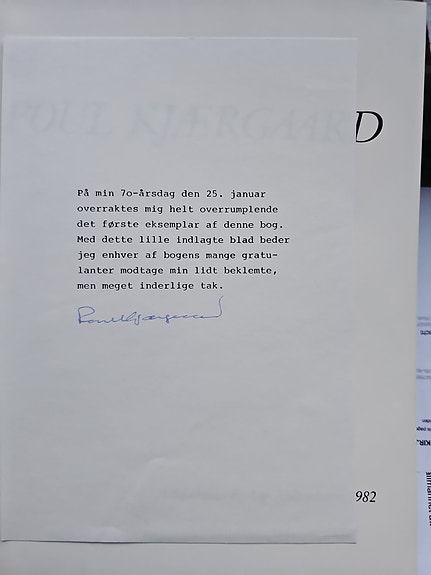 POUL KJÆRGAARD
På min 7o-årsdag den 25. januar
overraktes mig helt overrumplende
det første eksemplar af denne bog.
Med dette lille indlagte blad beder
jeg enhver af bogens mange gratu-
lanter modtage min lidt beklemte,
men meget inderlige tak.
Poul Kjærgaard
982